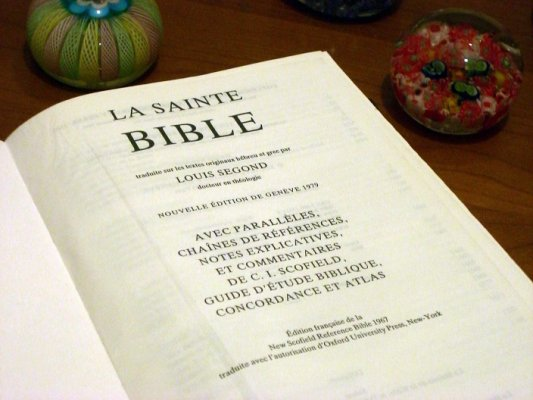 LA SAINTE
BIBLE
traduite sur les textes originaux hébreu et grec par
LOUIS SEGOND
docteur en théologie
NOUVELLE ÉDITION DE GENÈVE 1979
AVEC PARALLÈLES,
CHAÎNES DE RÉFÉRENCES,
NOTES EXPLICATIVES,
ET COMMENTAIRES
DE C. I. SCOFIELD,
GUIDE D'ÉTUDE BIBLIQUE,
CONCORDANCE ET ATLAS
Édition française de la
New Scofield Reference Bible 1967
traduite avec l'autorisation d'Oxford University Press, New-York